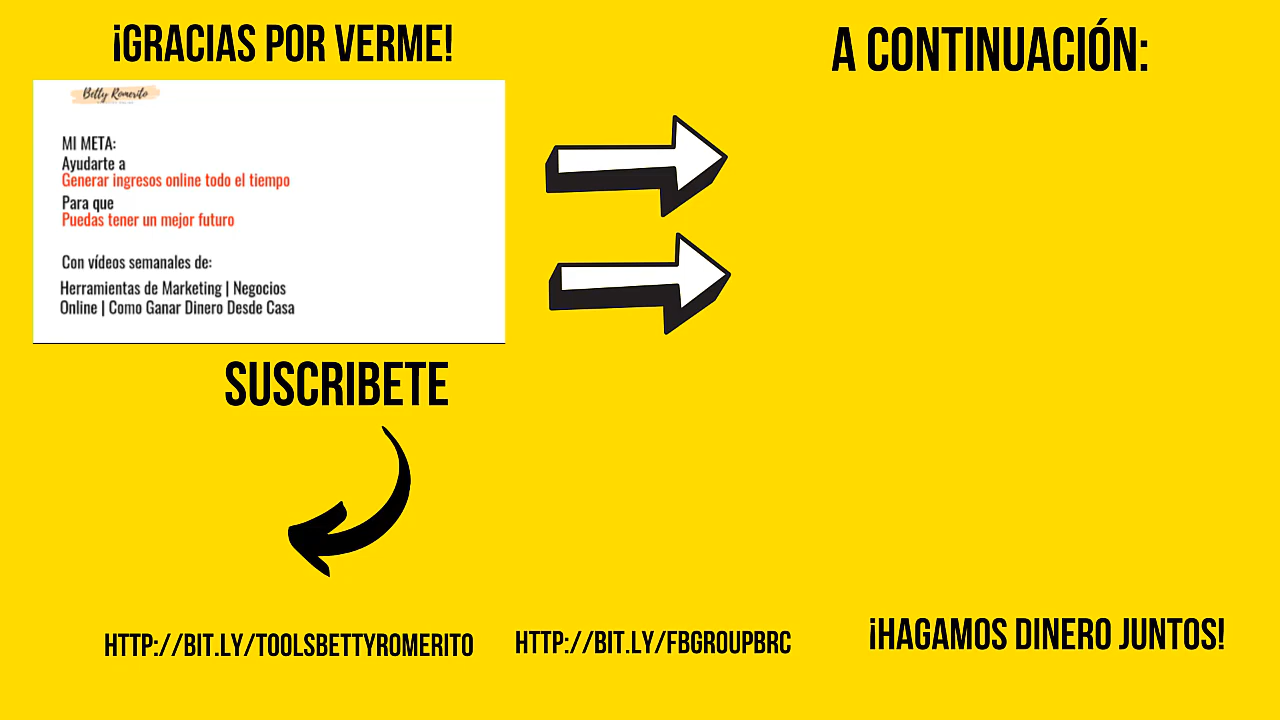 ¡GRACIAS POR VERME!
A CONTINUACIÓN:
Betty Romerito
MI META:
Ayudarte a
Generar ingresos online todo el tiempo
Para que
Puedas tener un mejor futuro
Con vídeos semanales de:
Herramientas de Marketing | Negocios
Online | Como Ganar Dinero Desde Casa
SUSCRIBETE
HTTP://BIT.LY/TOOLSBETTYROMERITO
HTTP://BIT.LY/FBGROUPBRC
¡HAGAMOS DINERO JUNTOS!